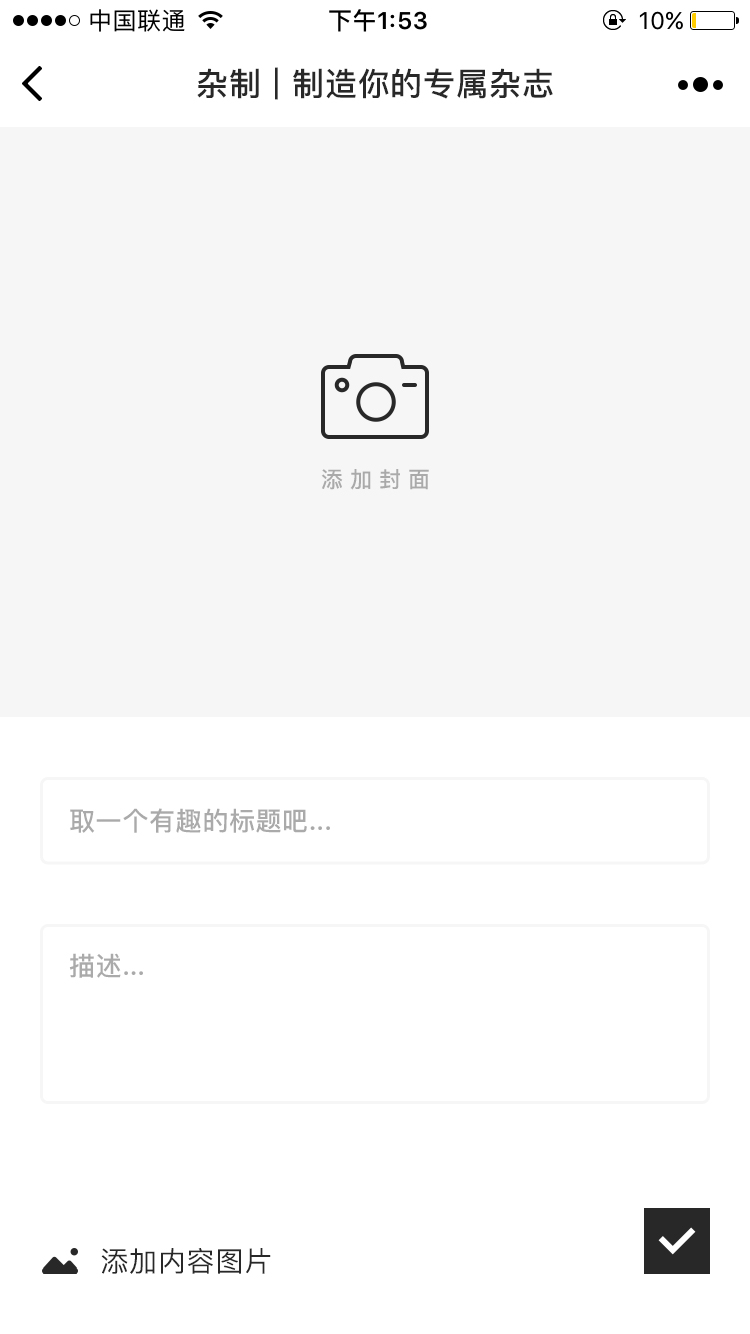 中国联通 下午1:53 10%
杂制 | 制造你的专属杂志
添加封面
取一个有趣的标题吧...
描述...
添加内容图片